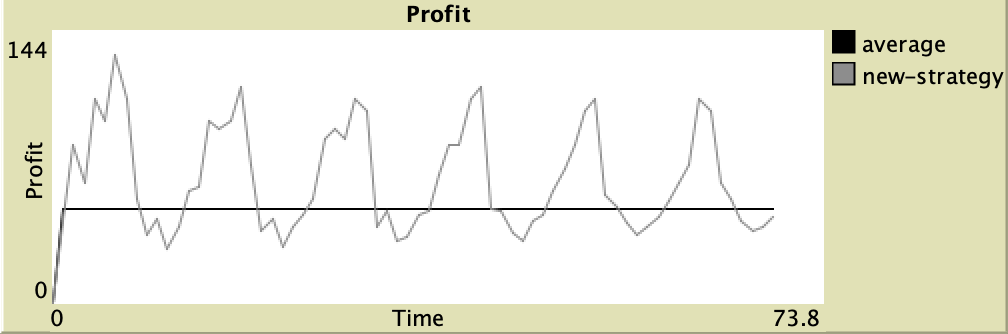 Profit
144
average
new-strategy
Profit
0
0
Time
73.8